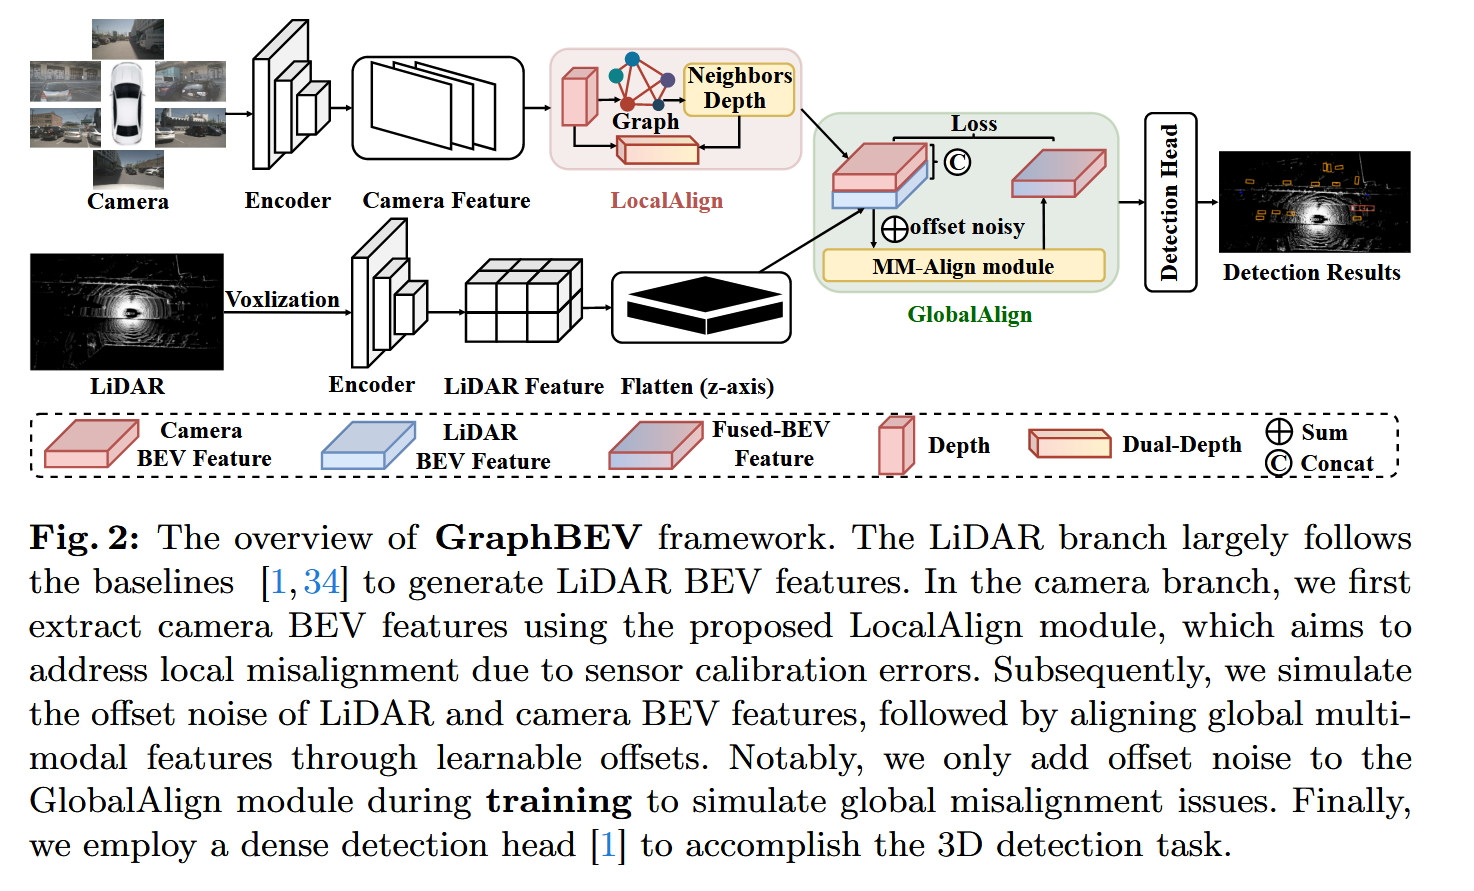 Camera
Encoder
Camera Feature
Graph
Neighbors
Depth
LocalAlign
Loss
C
offset noisy
MM-Align module
GlobalAlign
Detection Head
Detection Results
LiDAR
Voxlization
Encoder
LiDAR Feature
Flatten (z-axis)
Camera
BEV Feature
LiDAR
BEV Feature
Fused-BEV
Feature
Depth
Dual-Depth
Sum
C Concat
Fig. 2: The overview of GraphBEV framework. The LiDAR branch largely follows
the baselines [1,34] to generate LiDAR BEV features. In the camera branch, we first
extract camera BEV features using the proposed LocalAlign module, which aims to
address local misalignment due to sensor calibration errors. Subsequently, we simulate
the offset noise of LiDAR and camera BEV features, followed by aligning global multi-
modal features through learnable offsets. Notably, we only add offset noise to the
GlobalAlign module during training to simulate global misalignment issues. Finally,
we employ a dense detection head [1] to accomplish the 3D detection task.